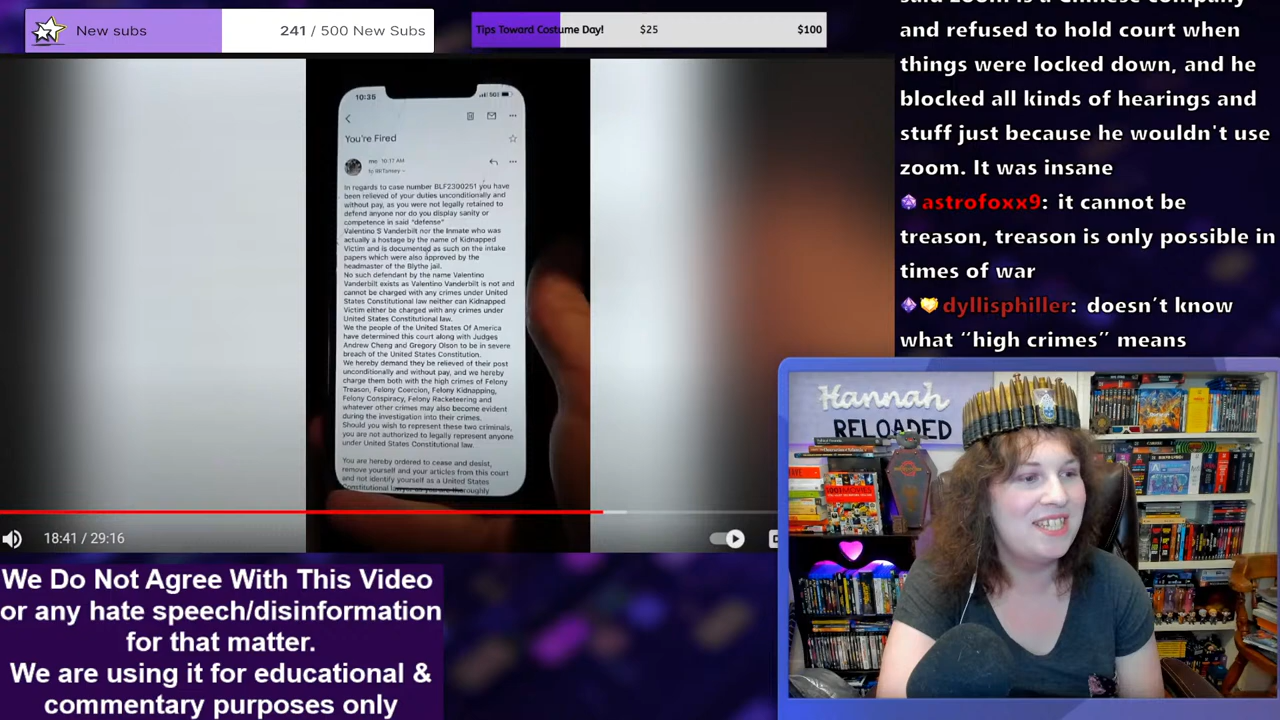 New subs
241 / 500 New Subs
Tips Toward Costume Day!
$25
$100
said Zoom is a Chinese company
and refused to hold court when
things were locked down, and he
blocked all kinds of hearings and
stuff just because he wouldn't use
zoom. It was insane
astrofoxx9: it cannot be
treason, treason is only possible in
times of war
dyllisphiller: doesn't know
what "high crimes" means
10:36
5G
You're Fired
me 10:17 AM
In regards to case number BLF2300251 you have
been relieved of your duties unconditionally and
without pay, as you were not legally retained to
defend anyone nor do you display sanity or
competence in said "defense"
Valentino S Vanderbilt nor the Inmate who was
actually a hostage by the name of Kidnapped
Victim and is documented as such on the intake
papers which were also approved by the
headmaster of the Blythe jail.
No such defendant by the name Valentino
Vanderbilt exists as Valentino Vanderbilt is not and
cannot be charged with any crimes under United
States Constitutional law neither can Kidnapped
Victim either be charged with any crimes under
United States Constitutional law.
We the people of the United States Of America
have determined this court along with Judges
Andrew Cheng and Gregory Olson to be in severe
breach of the United States Constitution.
We hereby demand they be relieved of their post
unconditionally and without pay, and we hereby
charge them both with the high crimes of Felony
Treason, Felony Coercion, Felony Kidnapping,
Felony Conspiracy, Felony Racketeering and
whatever other crimes may also become evident
during the investigation into their crimes.
Should you wish to represent these two criminals,
you are not authorized to legally represent anyone
under United States Constitutional law.
You are hereby ordered to cease and desist,
remove yourself and your articles from this court
and not identify yourself as a United States
Constitutional lawyer as you are thoroughly
18:41 / 29:16
Hannah
RELOADED
We Do Not Agree With This Video
or any hate speech/disinformation
for that matter.
We are using it for educational &
commentary purposes only